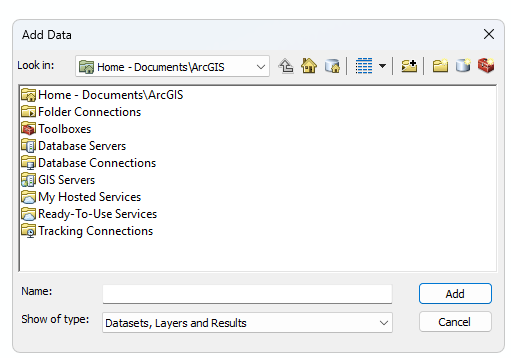 Add Data
Look in: Home - Documents\ArcGIS
Home - Documents\ArcGIS
Folder Connections
Toolboxes
Database Servers
Database Connections
GIS Servers
My Hosted Services
Ready-To-Use Services
Tracking Connections
Name: Add
Show of type: Datasets, Layers and Results Cancel